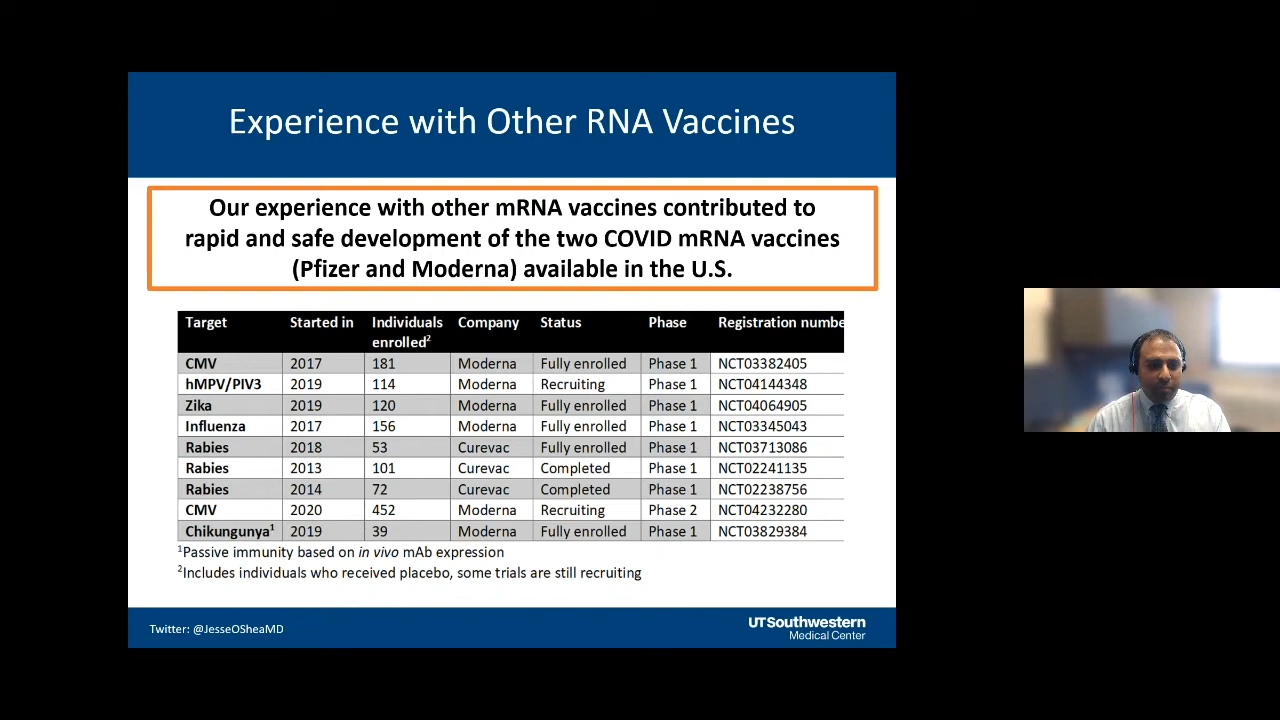 Experience with Other RNA Vaccines
Our experience with other mRNA vaccines contributed to
rapid and safe development of the two COVID mRNA vaccines
(Pfizer and Moderna) available in the U.S.
Target Started in Individuals enrolled² Company Status Phase Registration numbe
CMV 2017 181 Moderna Fully enrolled Phase 1 NCT03382405
hMPV/PIV3 2019 114 Moderna Recruiting Phase 1 NCT04144348
Zika 2019 120 Moderna Fully enrolled Phase 1 NCT04064905
Influenza 2017 156 Moderna Fully enrolled Phase 1 NCT03345043
Rabies 2018 53 Curevac Fully enrolled Phase 1 NCT03713086
Rabies 2013 101 Curevac Completed Phase 1 NCT02241135
Rabies 2014 72 Curevac Completed Phase 1 NCT02238756
CMV 2020 452 Moderna Recruiting Phase 2 NCT04232280
Chikungunya¹ 2019 39 Moderna Fully enrolled Phase 1 NCT03829384
¹Passive immunity based on in vivo mAb expression
²Includes individuals who received placebo, some trials are still recruiting
Twitter: @JesseOSheaMD
UTSouthwestern
Medical Center